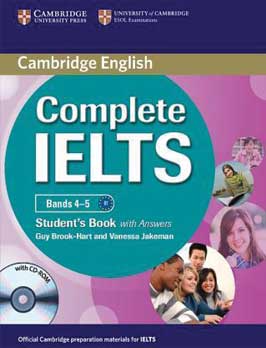 CAMBRIDGE
UNIVERSITY PRESS
UNIVERSITY of CAMBRIDGE
ESOL Examinations
Cambridge English
Complete
IELTS
Bands 4–5 B1
Student's Book with Answers
Guy Brook-Hart and Vanessa Jakeman
with CD-ROM
Official Cambridge preparation materials for IELTS